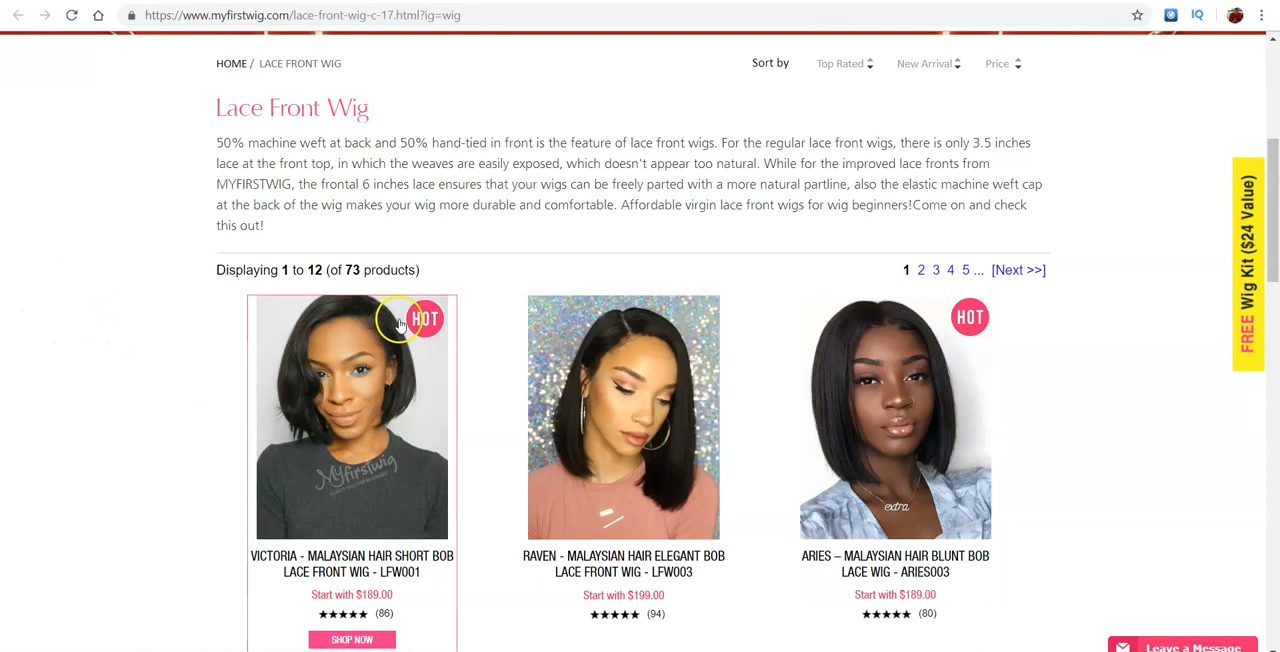 https://www.myfirstwig.com/lace-front-wig-c-17.html?ig=wig
IQ
HOME / LACE FRONT WIG
Sort by Top Rated New Arrival Price
Lace Front Wig
50% machine weft at back and 50% hand-tied in front is the feature of lace front wigs. For the regular lace front wigs, there is only 3.5 inches
lace at the front top, in which the weaves are easily exposed, which doesn't appear too natural. While for the improved lace fronts from
MYFIRSTWIG, the frontal 6 inches lace ensures that your wigs can be freely parted with a more natural partline, also the elastic machine weft cap
at the back of the wig makes your wig more durable and comfortable. Affordable virgin lace front wigs for wig beginners!Come on and check
this out!
FREE Wig Kit ($24 Value)
Displaying 1 to 12 (of 73 products)
1 2 3 4 5 ... [Next >>]
HOT
HOT
Myfirstwig
extra
VICTORIA - MALAYSIAN HAIR SHORT BOB
LACE FRONT WIG - LFW001
Start with $189.00
★★★★★ (86)
SHOP NOW
RAVEN - MALAYSIAN HAIR ELEGANT BOB
LACE FRONT WIG - LFW003
Start with $199.00
★★★★★ (94)
ARIES – MALAYSIAN HAIR BLUNT BOB
LACE WIG - ARIES003
Start with $189.00
★★★★★ (80)
Leave a Message